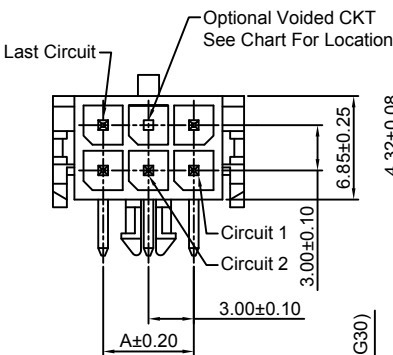 Optional Voided CKT
See Chart For Location
Last Circuit
6.85±0.25
4.32±0.08
Circuit 1
Circuit 2
3.00±0.10
3.00±0.10
A±0.20
G30)